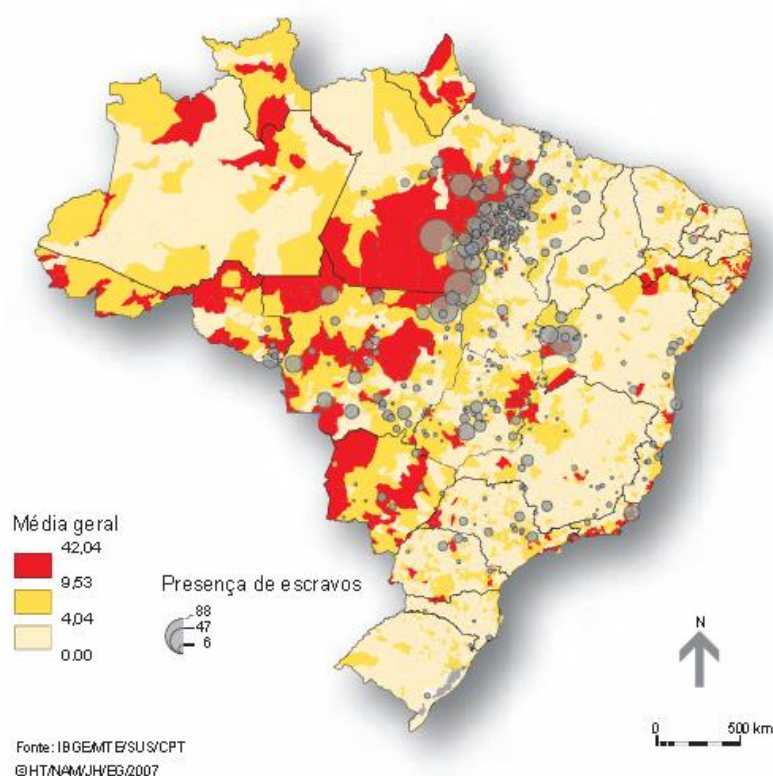 Média geral
42,04
9,53
4,04
0.00
Presença de escravos
88
47
6
N
0 500 km
Fonte: IBGE/MTE/SUS/CPT
©HT/NAM/JH/EG/2007